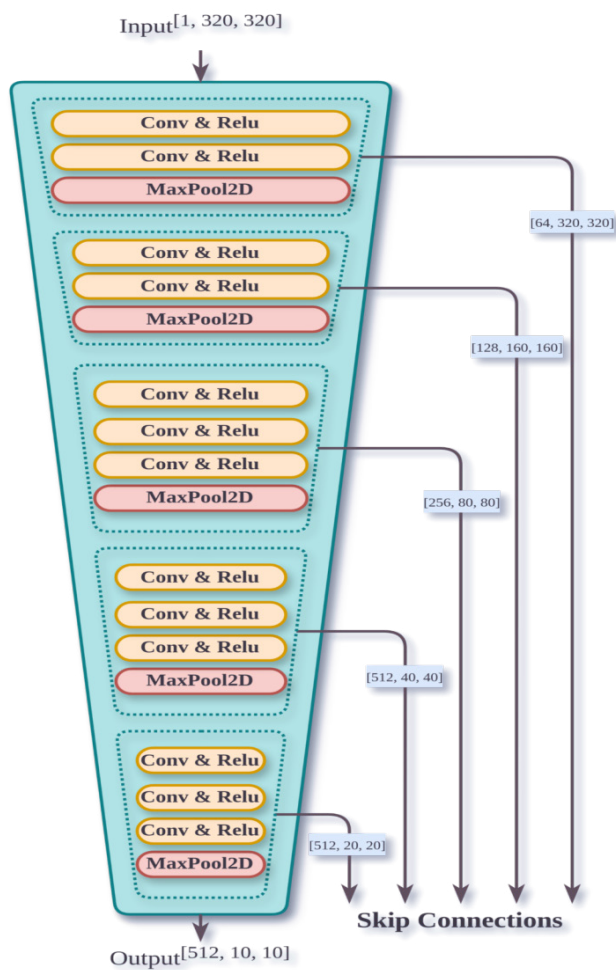 Input[1, 320, 320]
Conv & Relu
Conv & Relu
MaxPool2D
[64, 320, 320]
Conv & Relu
Conv & Relu
MaxPool2D
[128, 160, 160]
Conv & Relu
Conv & Relu
Conv & Relu
MaxPool2D
[256, 80, 80]
Conv & Relu
Conv & Relu
Conv & Relu
MaxPool2D
[512, 40, 40]
Conv & Relu
Conv & Relu
Conv & Relu
MaxPool2D
[512, 20, 20]
Skip Connections
Output[512, 10, 10]